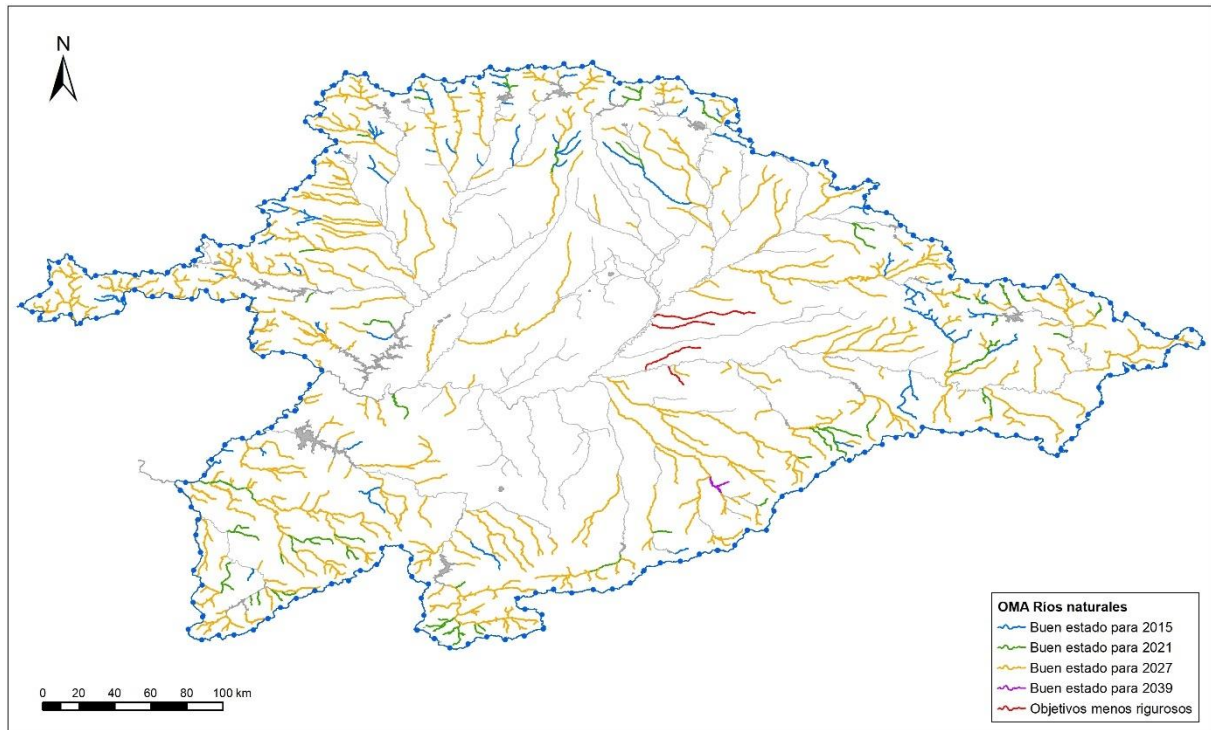 N
OMA Ríos naturales
Buen estado para 2015
Buen estado para 2021
Buen estado para 2027
Buen estado para 2039
Objetivos menos rigurosos
0 10 20 40 60 80 100 km